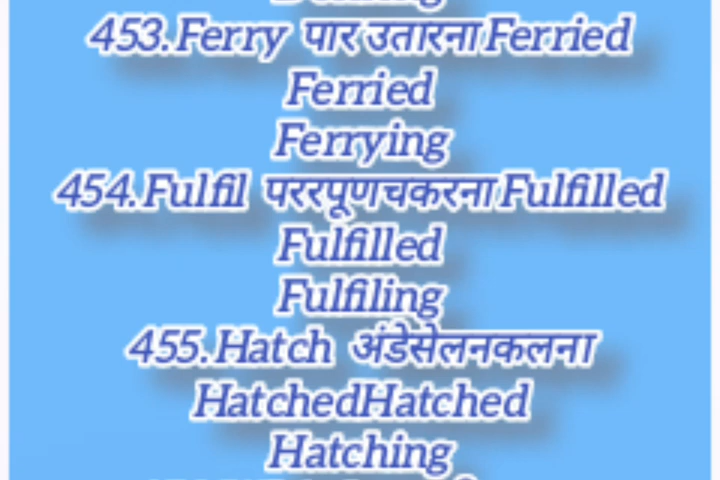 453.Ferry पार उतारना Ferried
Ferried
Ferrying
454.Fulfil पररपूणचकरना Fulfilled
Fulfilled
Fulfiling
455.Hatch अंडेसेलनकलना
HatchedHatched
Hatching